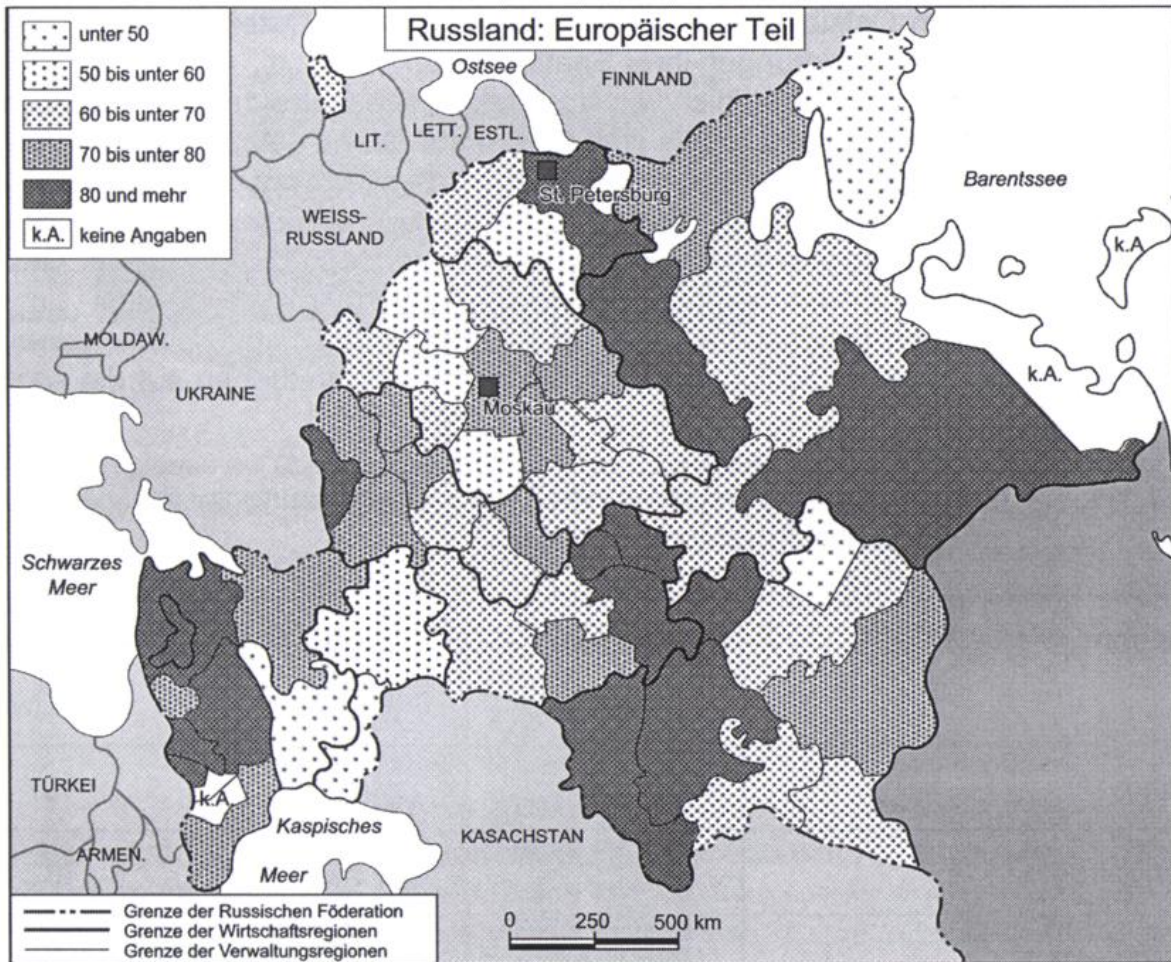 Russland: Europäischer Teil
unter 50
50 bis unter 60
60 bis unter 70
70 bis unter 80
80 und mehr
k.A.
keine Angaben
Ostsee
FINNLAND
LIT.
LETT.
ESTL.
St. Petersburg
Barentssee
WEISS-
RUSSLAND
k.A
MOLDAW.
k.A.
UKRAINE
Moskau
Schwarzes
Meer
TÜRKEI
k.A
ARMEN.
Kaspisches
Meer
KASACHSTAN
Grenze der Russischen Föderation
Grenze der Wirtschaftsregionen
Grenze der Verwaltungsregionen
0 250 500 km